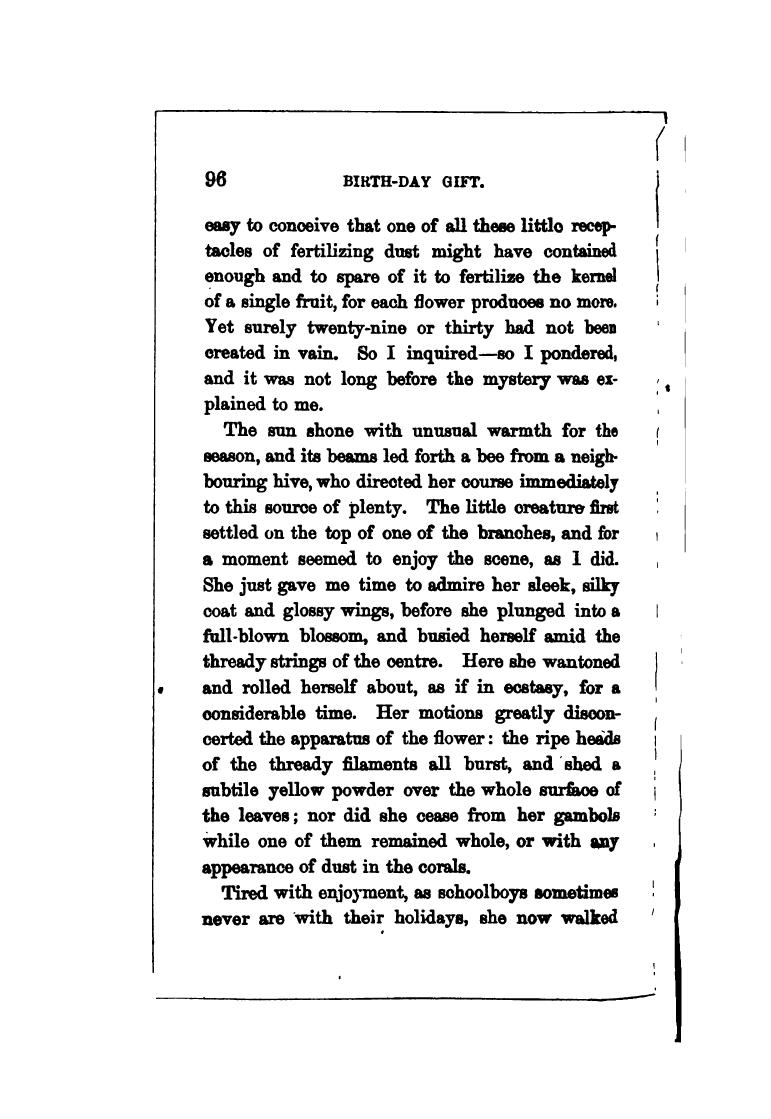 96 BIRTH-DAY GIFT.
easy to conceive that one of all these little recep-
tacles of fertilizing dust might have contained
enough and to spare of it to fertilize the kernel
of a single fruit, for each flower produces no more.
Yet surely twenty-nine or thirty had not been
created in vain. So I inquired—so I pondered,
and it was not long before the mystery was ex-
plained to me.
The sun shone with unusual warmth for the
season, and its beams led forth a bee from a neigh-
bouring hive, who directed her course immediately
to this source of plenty. The little creature first
settled on the top of one of the branches, and for
a moment seemed to enjoy the scene, as I did.
She just gave me time to admire her sleek, silky
coat and glossy wings, before she plunged into a
full-blown blossom, and busied herself amid the
thready strings of the centre. Here she wantoned
and rolled herself about, as if in ecstasy, for a
considerable time. Her motions greatly discon-
certed the apparatus of the flower: the ripe heads
of the thready filaments all burst, and shed a
subtile yellow powder over the whole surface of
the leaves; nor did she cease from her gambols
while one of them remained whole, or with any
appearance of dust in the corals.
Tired with enjoyment, as schoolboys sometimes
never are with their holidays, she now walked